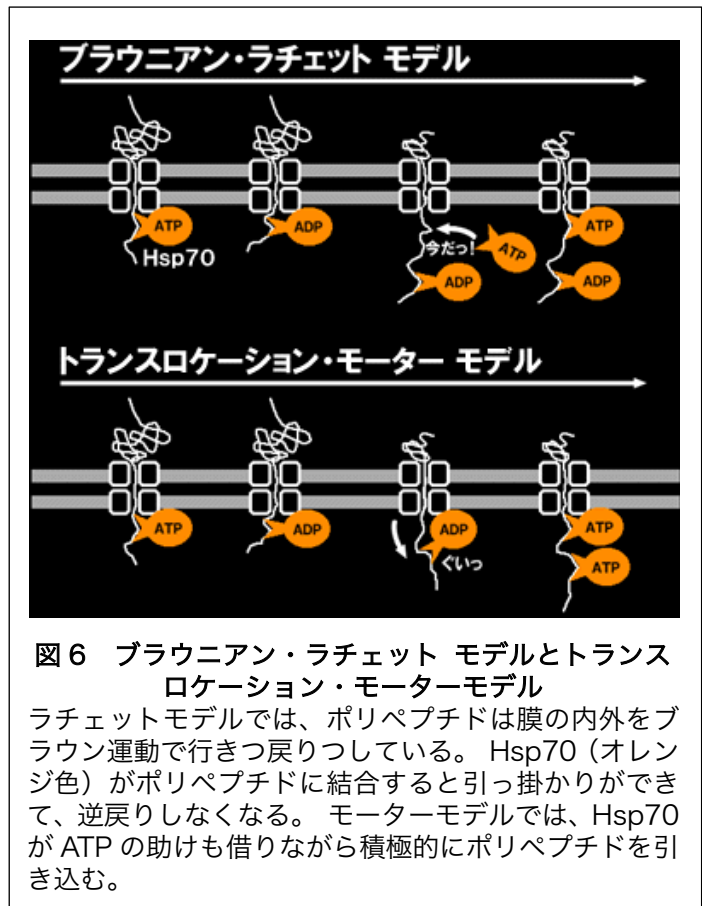 ブラウニアン・ラチェット モデル
ATP
Hsp70
ADP
今だっ!
ATP
ADP
ATP
ADP
トランスロケーション・モーター モデル
ATP
ADP
ADP
ぐいっ
ATP
ATP
図6 ブラウニアン・ラチェット モデルとトランス
ロケーション・モーターモデル
ラチェットモデルでは、ポリペプチドは膜の内外をブ
ラウン運動で行きつ戻りつしている。 Hsp70(オレン
ジ色)がポリペプチドに結合すると引っ掛かりができ
て、逆戻りしなくなる。 モーターモデルでは、Hsp70
が ATP の助けも借りながら積極的にポリペプチドを引
き込む。